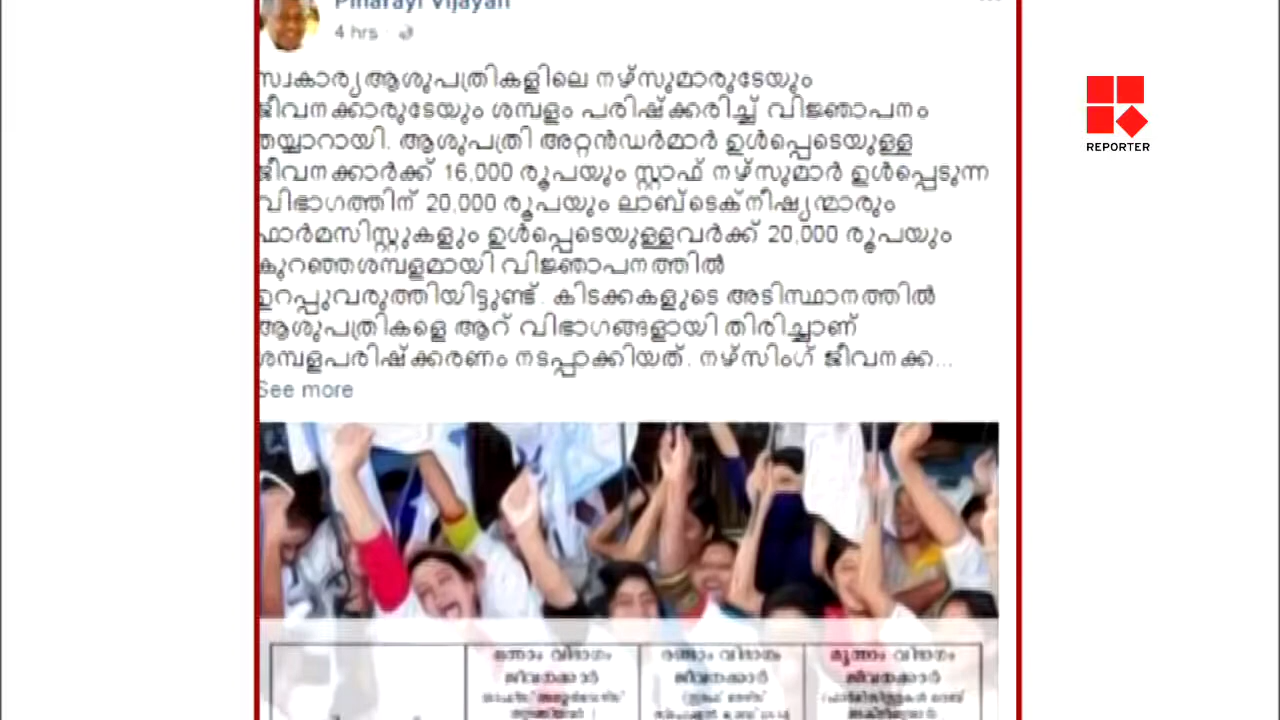 Pinarayi Vijayan
4 hrs
സ്വകാര്യആശുപത്രികളിലെ നഴ്സുമാരുടേയും
ജീവനക്കാരുടേയും ശമ്പളം പരിഷ്ക്കരിച്ച് വിജ്ഞാപനം
തയ്യാറായി. ആശുപത്രി അറ്റൻഡർമാർ ഉൾപ്പെടെയുള്ള
ജീവനക്കാർക്ക് 16,000 രൂപയും സ്റ്റാഫ് നഴ്സുമാർ ഉൾപ്പെടുന്ന
വിഭാഗത്തിന് 20,000 രൂപയും ലാബ്ടെക്നീഷ്യന്മാരും
ഫാർമസിസ്റ്റുകളും ഉൾപ്പെടെയുള്ളവർക്ക് 20,000 രൂപയും
കുറഞ്ഞശമ്പളമായി വിജ്ഞാപനത്തിൽ
ഉറപ്പുവരുത്തിയിട്ടുണ്ട്. കിടക്കകളുടെ അടിസ്ഥാനത്തിൽ
ആശുപത്രികളെ ആറ് വിഭാഗങ്ങളായി തിരിച്ചാണ്
ശമ്പളപരിഷ്ക്കരണം നടപ്പാക്കിയത്. നഴ്സിംഗ് ജീവനക്ക...
See more
REPORTER
ഒന്നാം വിഭാഗം രണ്ടാം വിഭാഗം മൂന്നാം വിഭാഗം
ജീവനക്കാർ ജീവനക്കാർ ജീവനക്കാർ